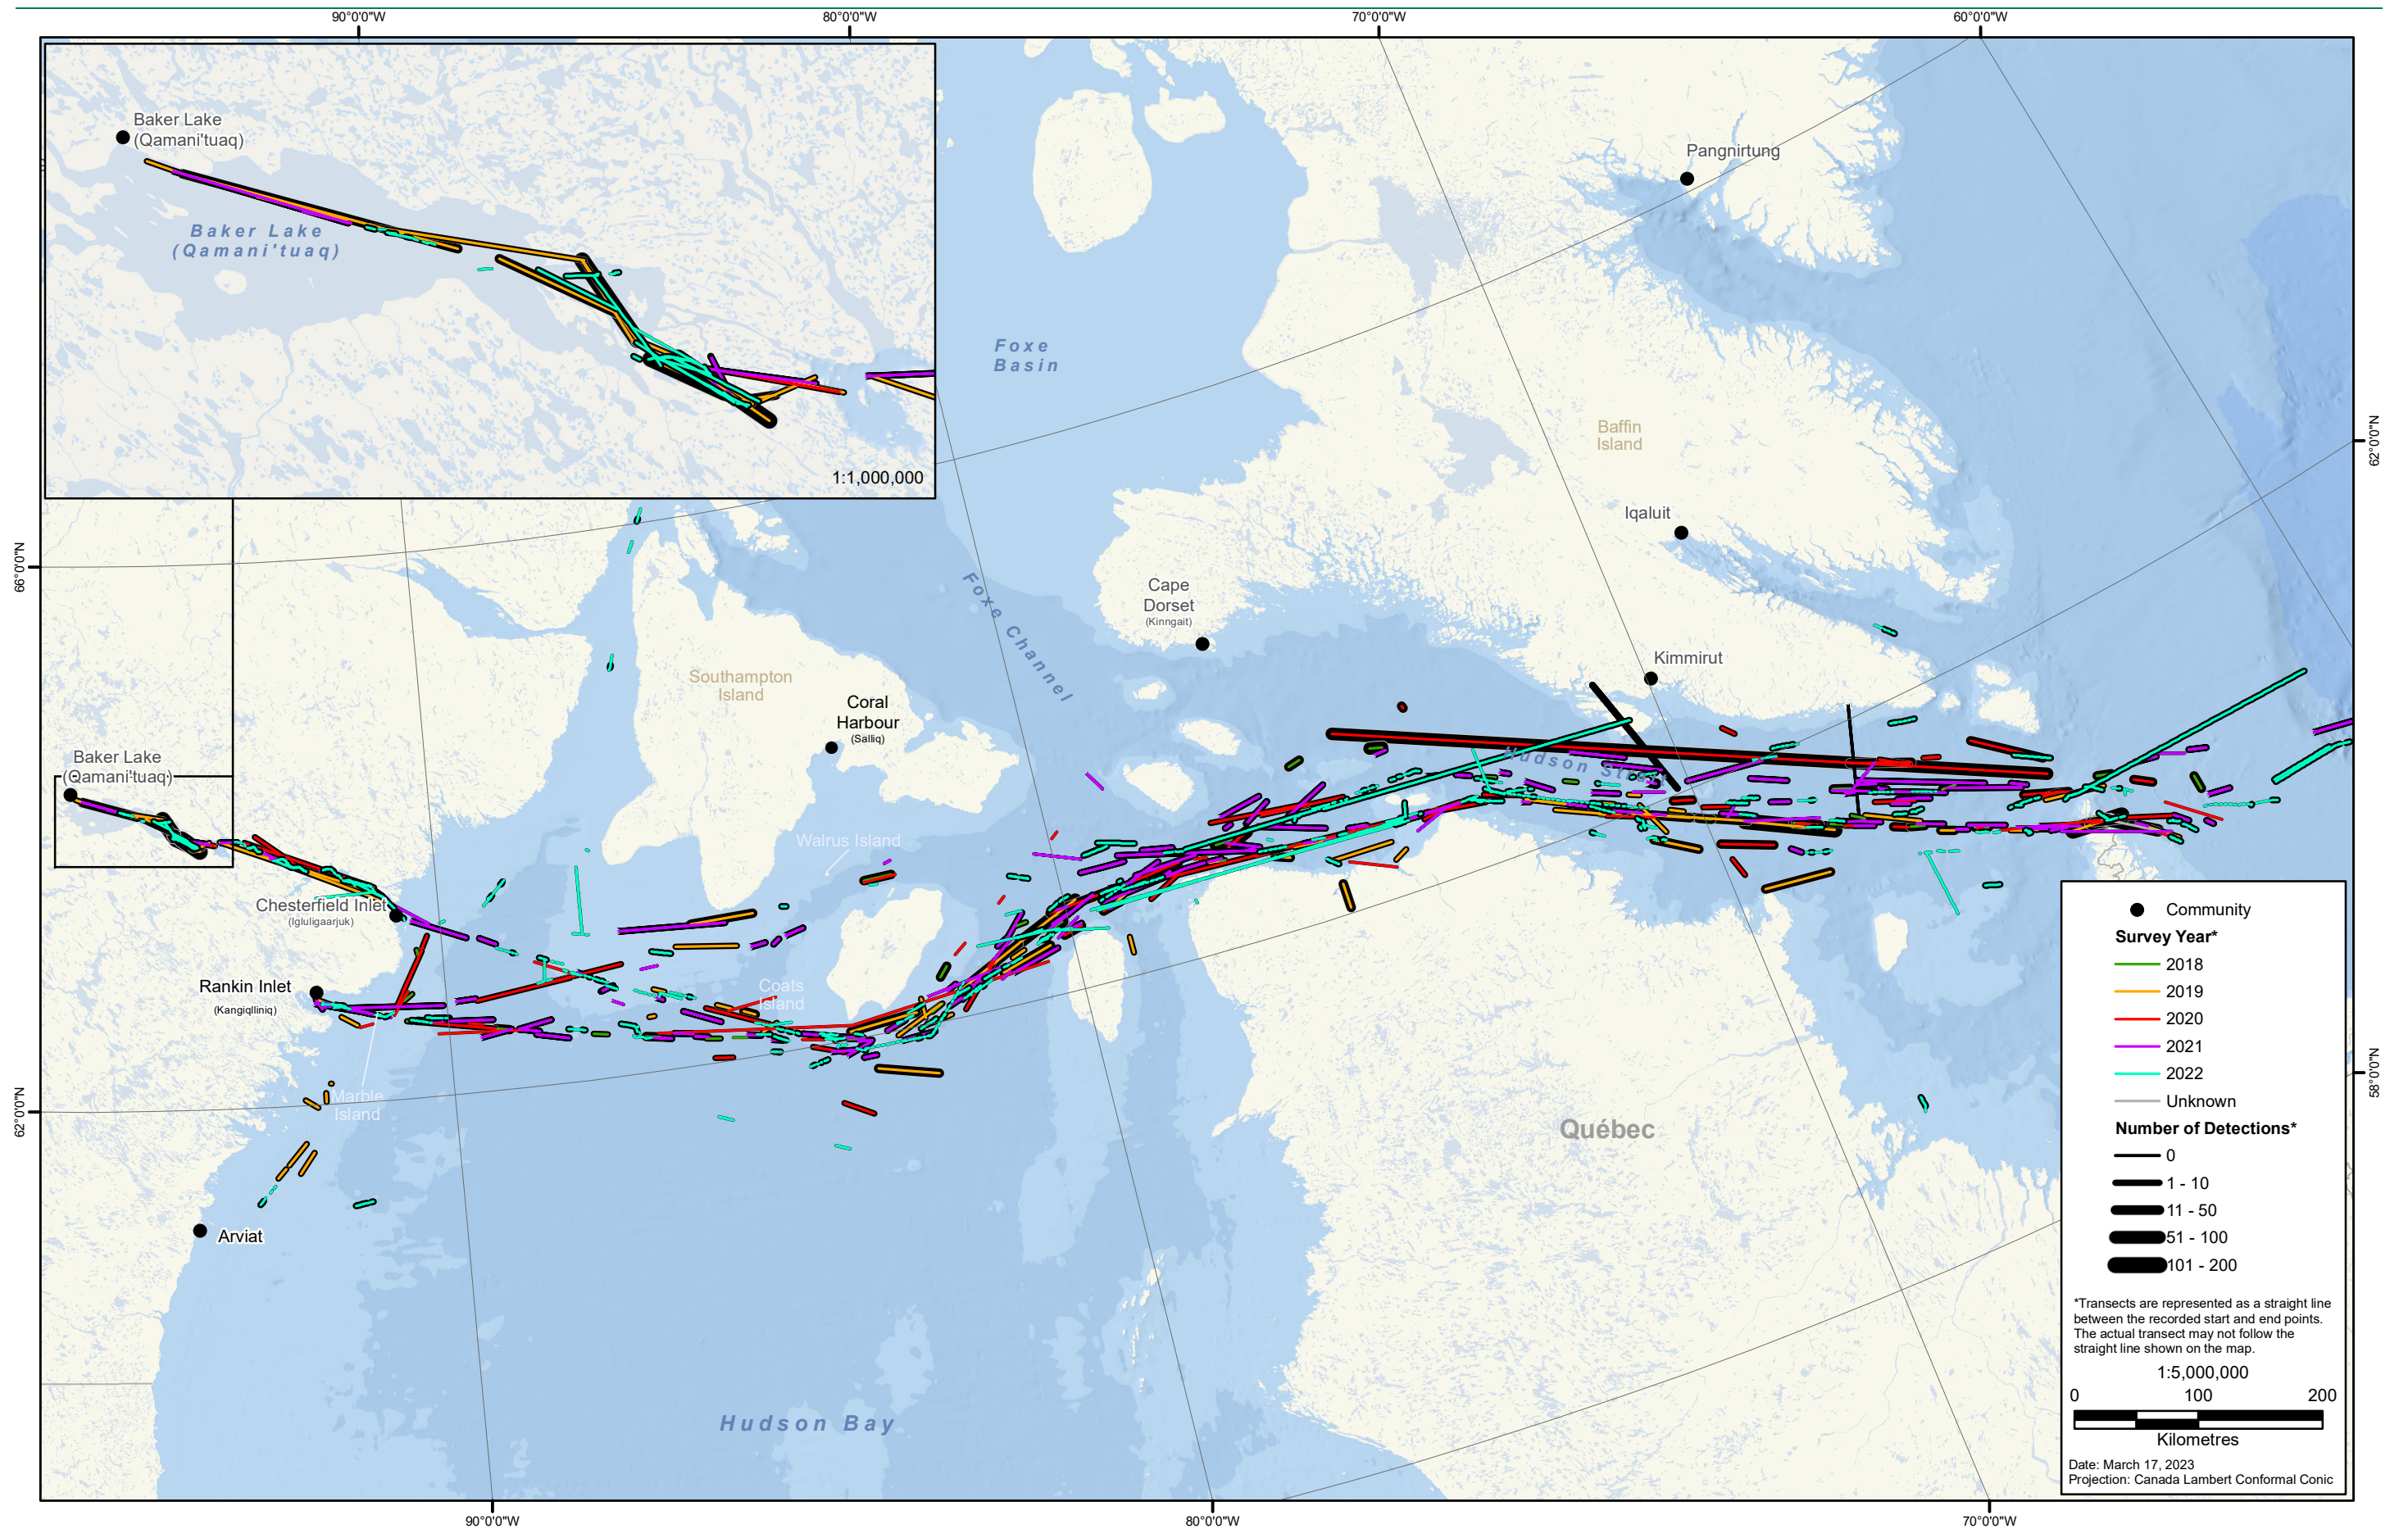 90°0'0"W
80°0'0"W
70°0'0"W
60°0'0"W
Baker Lake
(Qamani'tuaq)
Baker Lake
(Qamani'tuaq)
1:1,000,000
Foxe
Basin
Pangnirtung
Baffin
Island
Iqaluit
62°0'0"N
66°0'0"N
Foxe Channel
Cape
Dorset
(Kinngait)
Kimmirut
Southampton
Island
Coral
Harbour
(Salliq)
Hudson Strait
Baker Lake
(Qamani'tuaq)
Walrus Island
Chesterfield Inlet
(Igluligaarjuk)
Rankin Inlet
(Kangiqlliniq)
Coats
Island
Marble
Island
62°0'0"N
58°0'0"N
Arviat
Québec
Hudson Bay
Community
Survey Year*
2018
2019
2020
2021
2022
Unknown
Number of Detections*
0
1 - 10
11 - 50
51 - 100
101 - 200
*Transects are represented as a straight line
between the recorded start and end points.
The actual transect may not follow the
straight line shown on the map.
1:5,000,000
0 100 200
Kilometres
Date: March 17, 2023
Projection: Canada Lambert Conformal Conic
90°0'0"W
80°0'0"W
70°0'0"W